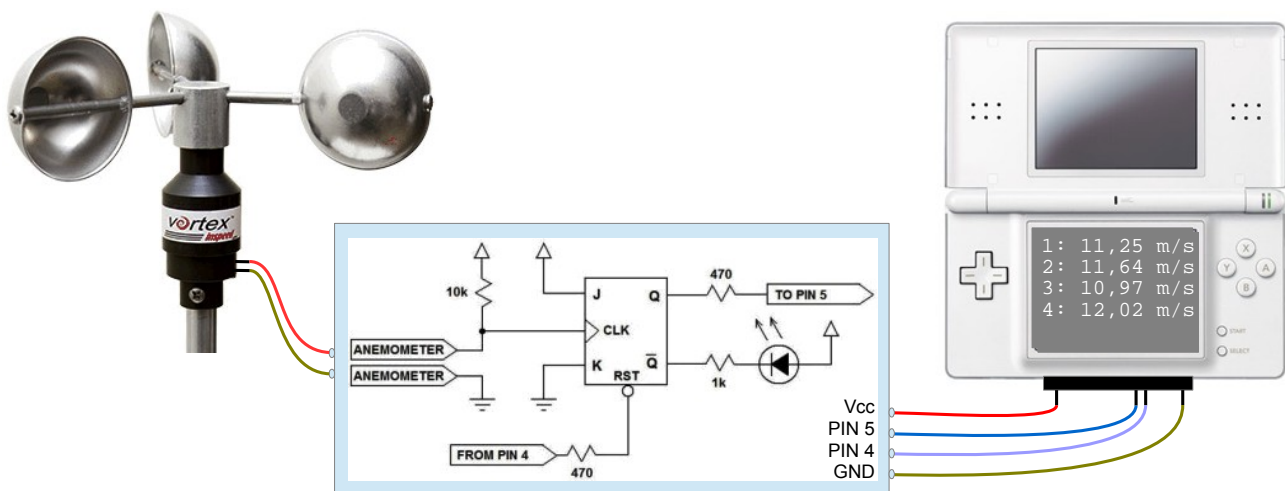 vortex™
Inspeed
10k
ANEMOMETER
ANEMOMETER
J
CLK
K
RST
Q
Q̅
470
TO PIN 5
1k
FROM PIN 4
470
Vcc
PIN 5
PIN 4
GND
1: 11,25 m/s
2: 11,64 m/s
3: 10,97 m/s
4: 12,02 m/s
X
Y
A
B
START
SELECT